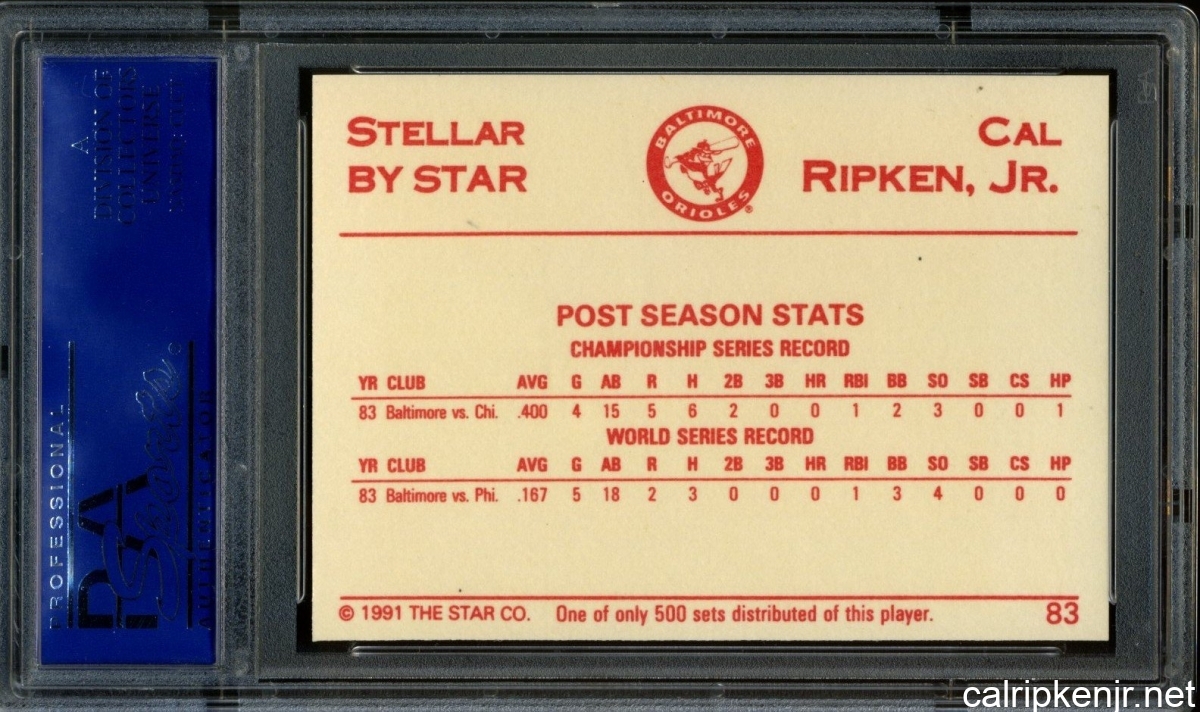 A
DIVISION OF
COLLECTORS
UNIVERSE
PROFESSIONAL
PSA
AUTHENTICATOR
STELLAR
BY STAR
BALTIMORE
ORIOLES
®
CAL
RIPKEN, JR.
POST SEASON STATS
CHAMPIONSHIP SERIES RECORD
YR CLUB AVG G AB R H 2B 3B HR RBI BB SO SB CS HP
83 Baltimore vs. Chi. .400 4 15 5 6 2 0 0 1 2 3 0 0 1
WORLD SERIES RECORD
YR CLUB AVG G AB R H 2B 3B HR RBI BB SO SB CS HP
83 Baltimore vs. Phi. .167 5 18 2 3 0 0 0 1 3 4 0 0 0
© 1991 THE STAR CO. One of only 500 sets distributed of this player. 83
calripkenjr.net